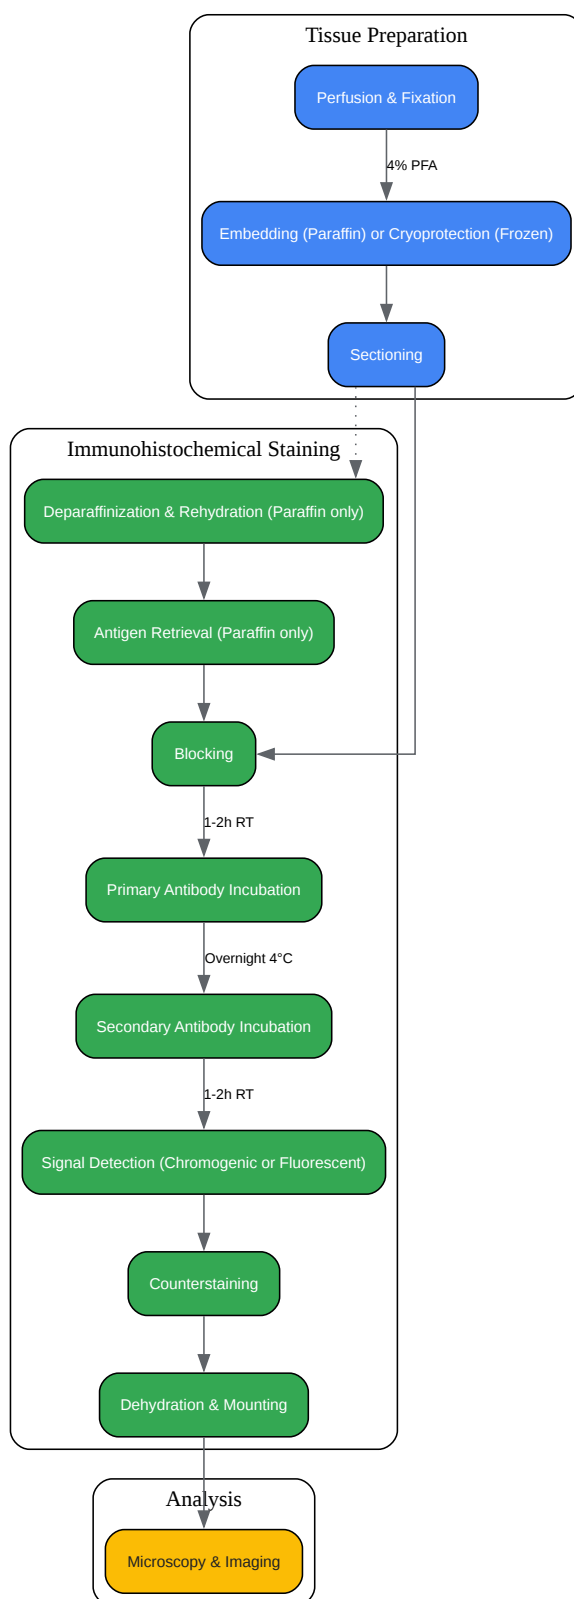 Tissue Preparation
Perfusion & Fixation
4% PFA
Embedding (Paraffin) or Cryoprotection (Frozen)
Sectioning
Immunohistochemical Staining
Deparaffinization & Rehydration (Paraffin only)
Antigen Retrieval (Paraffin only)
Blocking
1-2h RT
Primary Antibody Incubation
Overnight 4°C
Secondary Antibody Incubation
1-2h RT
Signal Detection (Chromogenic or Fluorescent)
Counterstaining
Dehydration & Mounting
Analysis
Microscopy & Imaging